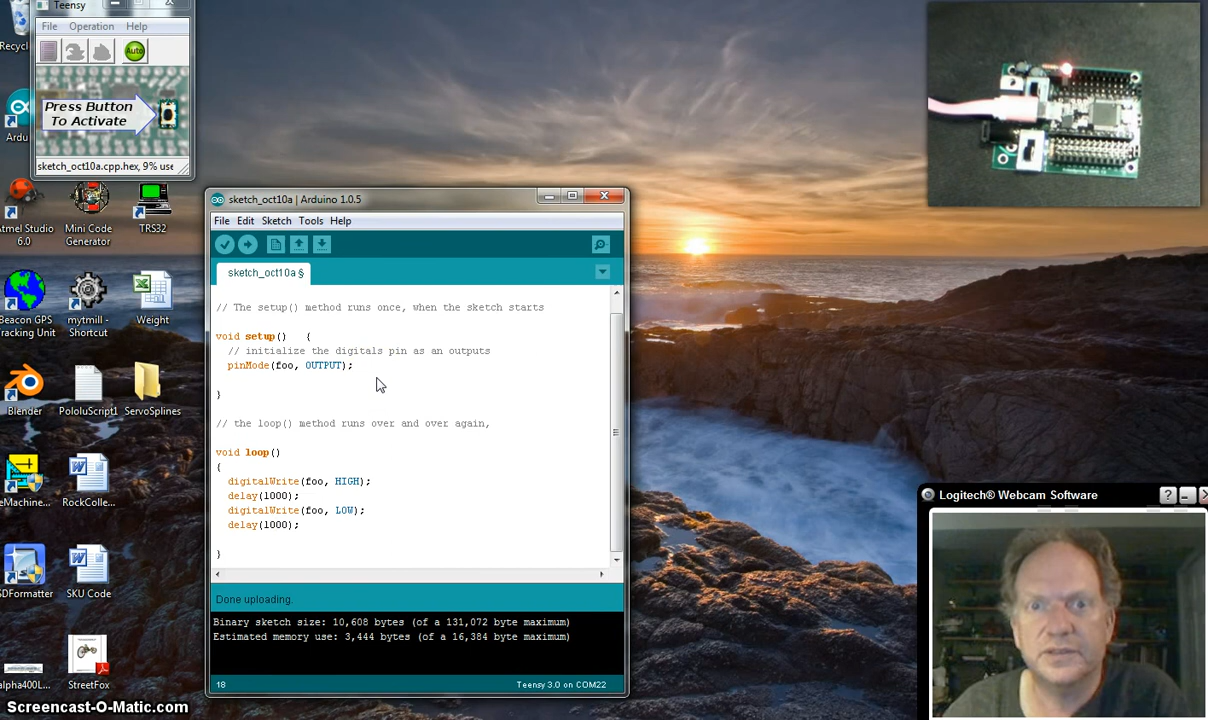 Teensy
File Operation Help
Auto
Press Button
To Activate
sketch_oct10a.cpp.hex, 9% use
Recyc
Ardu
Atmel Studio
6.0
Mini Code
Generator
TRS32
Beacon GPS
Tracking Unit
mytmill -
Shortcut
Weight
Blender
PololuScript1
ServoSplines
eMachine...
RockColle...
SDFormatter
SKU Code
alpha400L...
StreetFox
sketch_oct10a | Arduino 1.0.5
File Edit Sketch Tools Help
sketch_oct10a §
// The setup() method runs once, when the sketch starts
void setup() {
// initialize the digitals pin as an outputs
pinMode(foo, OUTPUT);
}
// the loop() method runs over and over again,
void loop()
{
digitalWrite(foo, HIGH);
delay(1000);
digitalWrite(foo, LOW);
delay(1000);
}
Done uploading.
Binary sketch size: 10,608 bytes (of a 131,072 byte maximum)
Estimated memory use: 3,444 bytes (of a 16,384 byte maximum)
18
Teensy 3.0 on COM22
Logitech® Webcam Software
Screencast-O-Matic.com